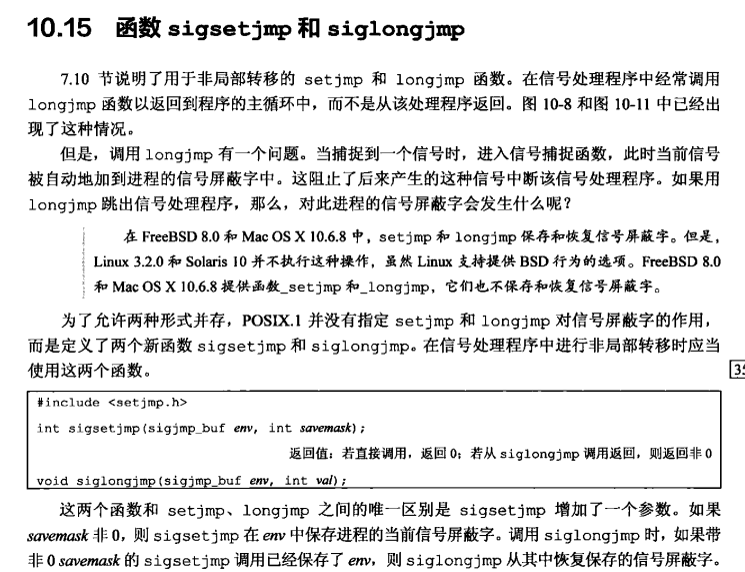 10.15 函数 sigsetjmp 和 siglongjmp
7.10 节说明了用于非局部转移的 setjmp 和 longjmp 函数。在信号处理程序中经常调用
longjmp 函数以返回到程序的主循环中，而不是从该处理程序返回。图 10-8 和图 10-11 中已经出
现了这种情况。
但是，调用 longjmp 有一个问题。当捕捉到一个信号时，进入信号捕捉函数，此时当前信号
被自动地加到进程的信号屏蔽字中。这阻止了后来产生的这种信号中断该信号处理程序。如果用
longjmp 跳出信号处理程序，那么，对此进程的信号屏蔽字会发生什么呢？
在 FreeBSD 8.0 和 Mac OS X 10.6.8 中，setjmp 和 longjmp 保存和恢复信号屏蔽字。但是，
Linux 3.2.0 和 Solaris 10 并不执行这种操作，虽然 Linux 支持提供 BSD 行为的选项。FreeBSD 8.0
和 Mac OS X 10.6.8 提供函数_setjmp 和_longjmp，它们也不保存和恢复信号屏蔽字。
为了允许两种形式并存，POSIX.1 并没有指定 setjmp 和 longjmp 对信号屏蔽字的作用，
而是定义了两个新函数 sigsetjmp 和 siglongjmp。在信号处理程序中进行非局部转移时应当
使用这两个函数。
35
#include <setjmp.h>
int sigsetjmp(sigjmp_buf env, int savemask);
返回值：若直接调用，返回 0；若从 siglongjmp 调用返回，则返回非 0
void siglongjmp(sigjmp_buf env, int val);
这两个函数和 setjmp、longjmp 之间的唯一区别是 sigsetjmp 增加了一个参数。如果
savemask 非 0，则 sigsetjmp 在 env 中保存进程的当前信号屏蔽字。调用 siglongjmp 时，如果带
非 0 savemask 的 sigsetjmp 调用已经保存了 env，则 siglongjmp 从其中恢复保存的信号屏蔽字。